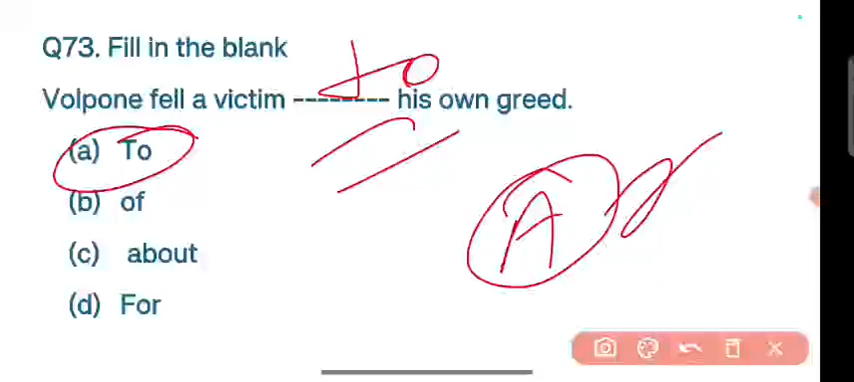 Q73. Fill in the blank
to
Volpone fell a victim -------- his own greed.
(a) To
(b) of
(c) about
(d) For
A